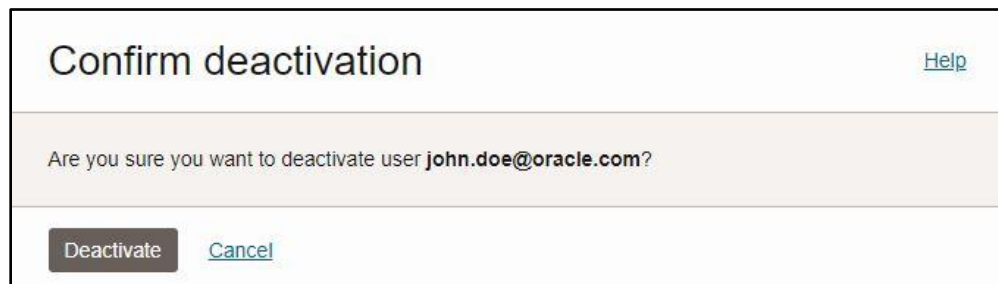 Confirm deactivation
Help
Are you sure you want to deactivate user john.doe@oracle.com?
Deactivate Cancel